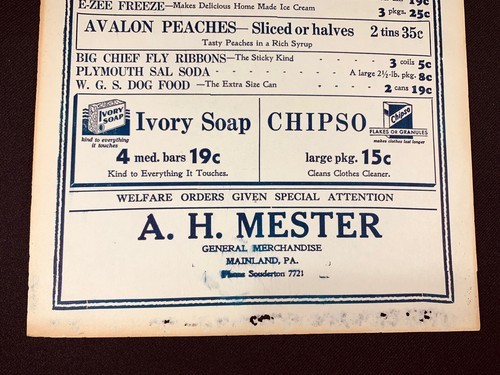 E-ZEE FREEZE—Makes Delicious Home Made Ice Cream 3 pkgs. 25c
AVALON PEACHES—Sliced or halves 2 tins 35c
Tasty Peaches in a Rich Syrup
BIG CHIEF FLY RIBBONS—The Sticky Kind - - - - 3 coils 5c
PLYMOUTH SAL SODA - - - - - A large 2½-lb. pkg. 8c
W. G. S. DOG FOOD—The Extra Size Can - - - - 2 cans 19c
IVORY SOAP
kind to everything it touches
Ivory Soap
4 med. bars 19c
Kind to Everything It Touches.
CHIPSO
Chipso
FLAKES OR GRANULES
makes clothes last longer
large pkg. 15c
Cleans Clothes Cleaner.
WELFARE ORDERS GIVEN SPECIAL ATTENTION
A. H. MESTER
GENERAL MERCHANDISE
MAINLAND, PA.
Phone Souderton 7721